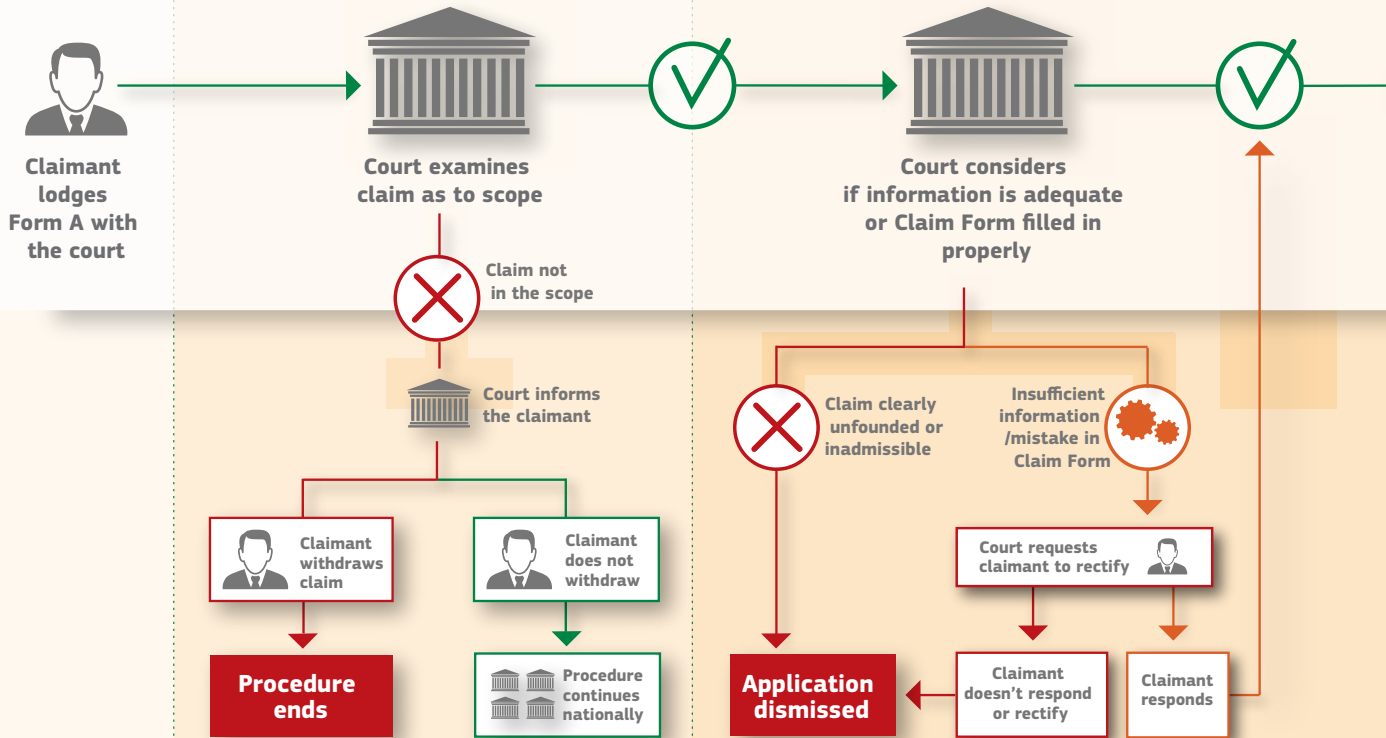 Claimant
lodges
Form A with
the court
Court examines
claim as to scope
Claim not
in the scope
Court informs
the claimant
Claimant
withdraws
claim
Procedure
ends
Claimant
does not
withdraw
Procedure
continues
nationally
Court considers
if information is adequate
or Claim Form filled in
properly
Claim clearly
unfounded or
inadmissible
Insufficient
information
/mistake in
Claim Form
Court requests
claimant to rectify
Application
dismissed
Claimant
doesn't respond
or rectify
Claimant
responds